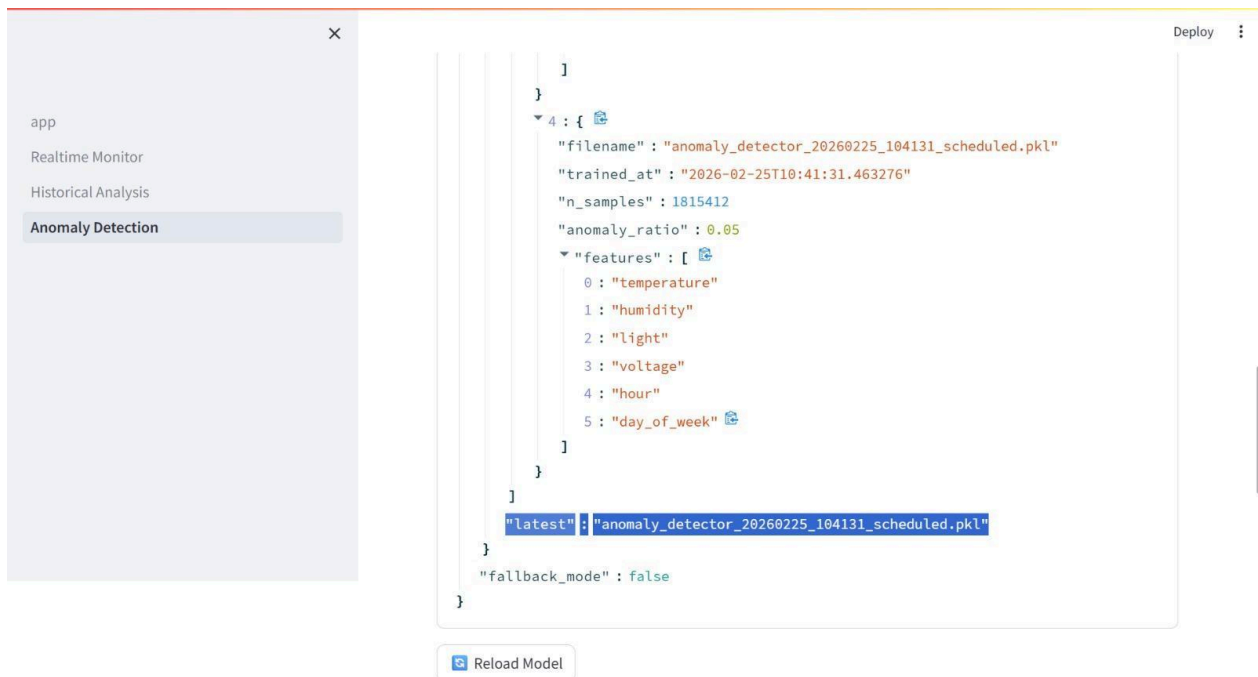 Deploy
app
Realtime Monitor
Historical Analysis
Anomaly Detection
]
}
4 : {
"filename" : "anomaly_detector_20260225_104131_scheduled.pkl"
"trained_at" : "2026-02-25T10:41:31.463276"
"n_samples" : 1815412
"anomaly_ratio" : 0.05
"features" : [
0 : "temperature"
1 : "humidity"
2 : "light"
3 : "voltage"
4 : "hour"
5 : "day_of_week"
]
}
]
"latest" : "anomaly_detector_20260225_104131_scheduled.pkl"
}
"fallback_mode" : false
}
Reload Model